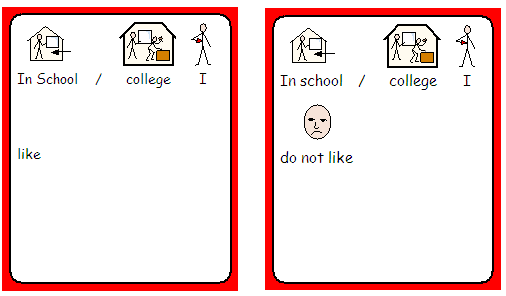 In School / college I
like
In school / college I
do not like